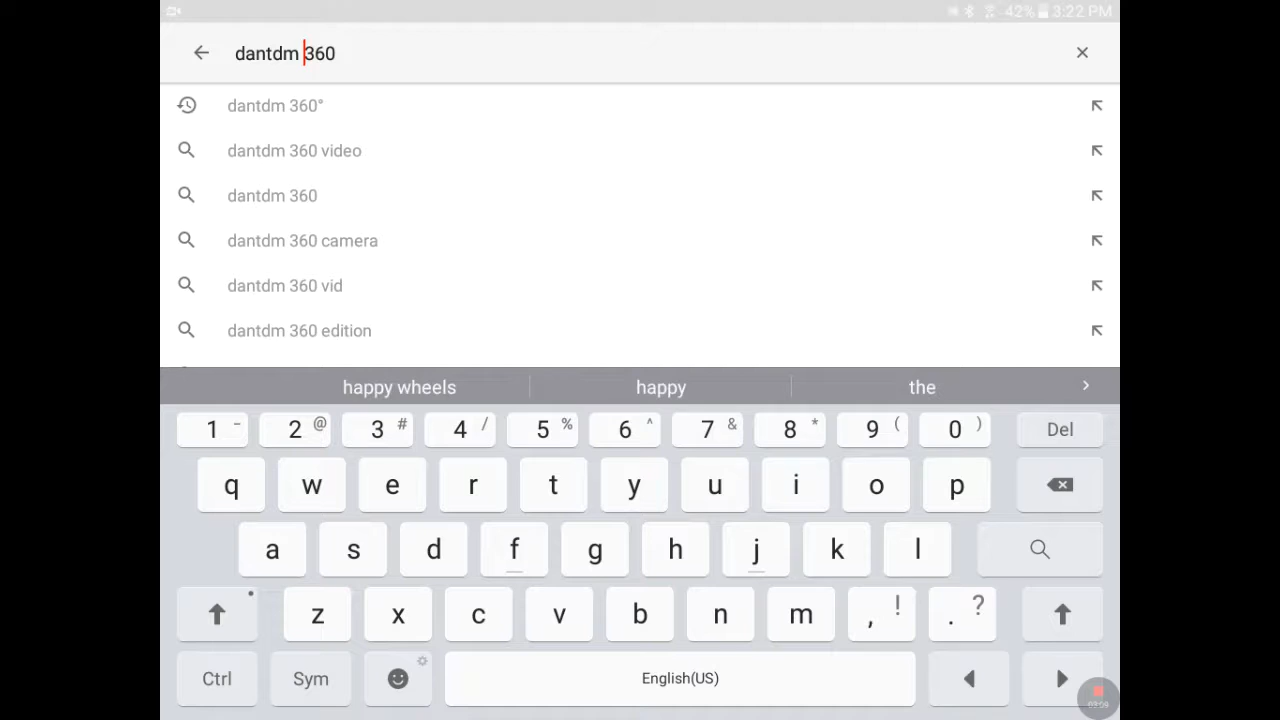 42% 3:22 PM
dantdm 360
dantdm 360°
dantdm 360 video
dantdm 360
dantdm 360 camera
dantdm 360 vid
dantdm 360 edition
happy wheels happy the
1 - 2 @ 3 # 4 / 5 % 6 ^ 7 & 8 * 9 ( 0 ) Del
q w e r t y u i o p
a s d f g h j k l
z x c v b n m , ! . ?
Ctrl Sym English(US)
03:09